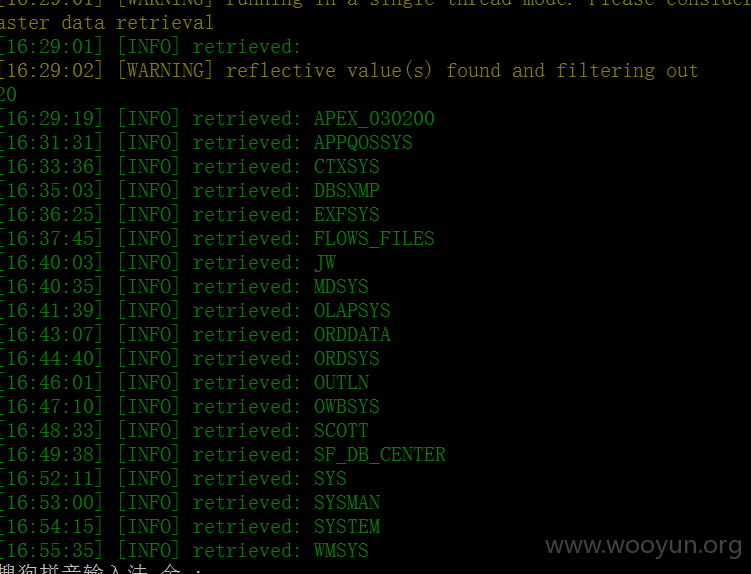 [16:29:01] [WARNING] running in a single thread mode. Please consider
aster data retrieval
[16:29:01] [INFO] retrieved:
[16:29:02] [WARNING] reflective value(s) found and filtering out
20
[16:29:19] [INFO] retrieved: APEX_030200
[16:31:31] [INFO] retrieved: APPQOSSYS
[16:33:36] [INFO] retrieved: CTXSYS
[16:35:03] [INFO] retrieved: DBSNMP
[16:36:25] [INFO] retrieved: EXFSYS
[16:37:45] [INFO] retrieved: FLOWS_FILES
[16:40:03] [INFO] retrieved: JW
[16:40:35] [INFO] retrieved: MDSYS
[16:41:39] [INFO] retrieved: OLAPSYS
[16:43:07] [INFO] retrieved: ORDDATA
[16:44:40] [INFO] retrieved: ORDSYS
[16:46:01] [INFO] retrieved: OUTLN
[16:47:10] [INFO] retrieved: OWBSYS
[16:48:33] [INFO] retrieved: SCOTT
[16:49:38] [INFO] retrieved: SF_DB_CENTER
[16:52:11] [INFO] retrieved: SYS
[16:53:00] [INFO] retrieved: SYSMAN
[16:54:15] [INFO] retrieved: SYSTEM
[16:55:35] [INFO] retrieved: WMSYS
www.wooyun.org
搜狗拼音输入法 全 :